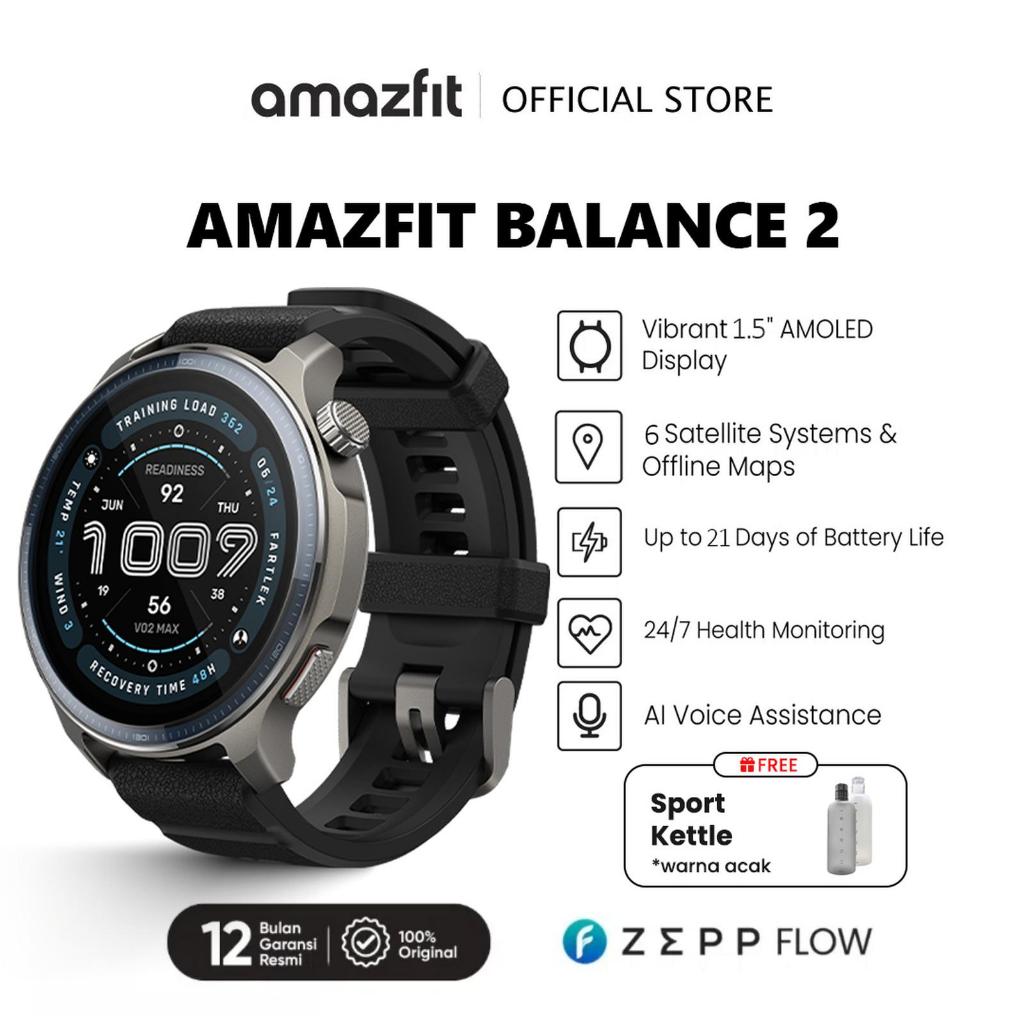 amazfit | OFFICIAL STORE
AMAZFIT BALANCE 2
Vibrant 1.5" AMOLED
Display
6 Satellite Systems &
Offline Maps
Up to 21 Days of Battery Life
24/7 Health Monitoring
AI Voice Assistance
TRAINING LOAD 362
06/24
FARTLEK
READINESS
92
JUN
THU
1009
19
38
56
VO2 MAX
TEMP 21°
WIND 3
RECOVERY TIME 48H
FREE
Sport
Kettle
*warna acak
12 Bulan
Garansi
Resmi
100%
Original
ZEPP FLOW